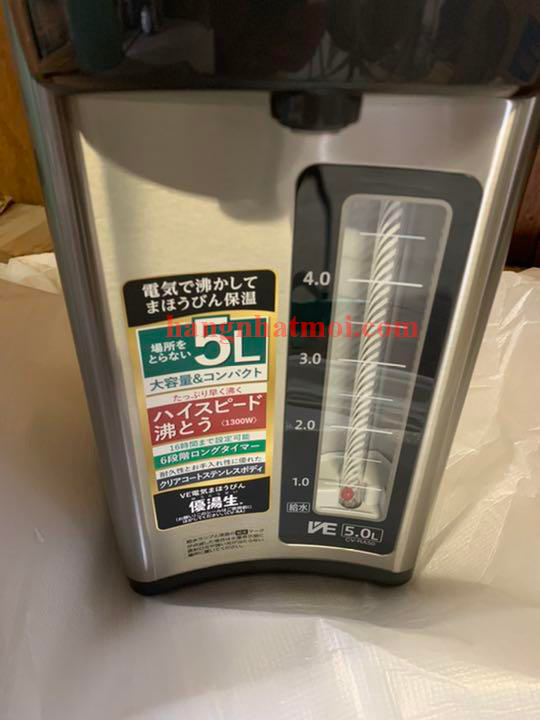 電気で沸かして
まほうびん保温
場所を
とらない
5L
大容量&コンパクト
たっぷり早く沸く
ハイスピード
沸とう〈1300W〉
16時間まで設定可能
6段階ロングタイマー
耐久性とお手入れ性に優れた
クリアコートステンレスボディ
VE電気まほうびん
優湯生
hangnhatmoi.com
4.0
3.0
2.0
1.0
給水
VE 5.0L